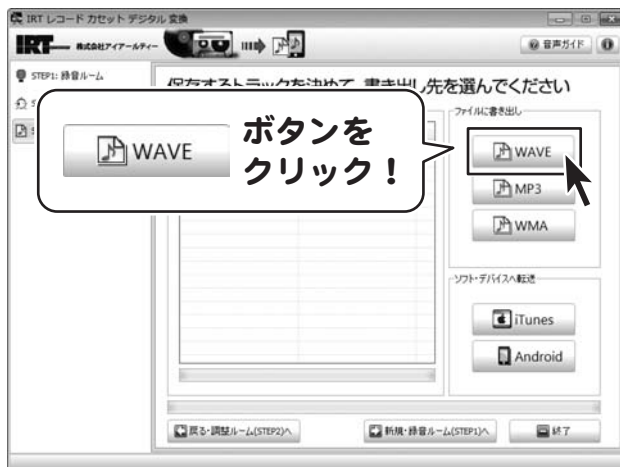 IRT レコード カセット デジタル 変換
IRT 株式会社アイアールティー
音声ガイド
STEP1: 録音ルーム
保存するトラックを決めて、書き出し先を選んでください
ファイルに書き出し
WAVE
ボタンを
クリック！
WAVE
MP3
WMA
ソフト・デバイスへ転送
iTunes
Android
戻る・調整ルーム(STEP2)へ
新規・録音ルーム(STEP1)へ
終了